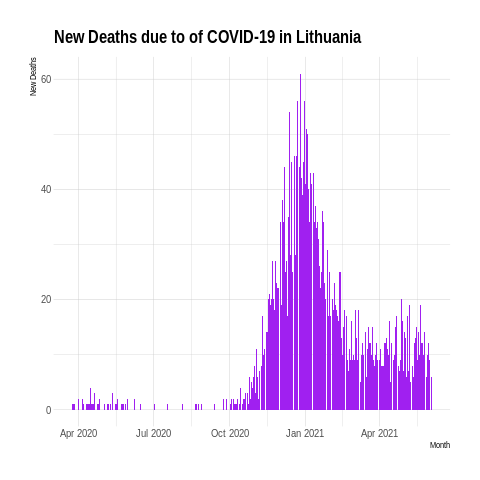 New Deaths due to of COVID-19 in Lithuania
New Deaths
60
40
20
0
Apr 2020 Jul 2020 Oct 2020 Jan 2021 Apr 2021
Month